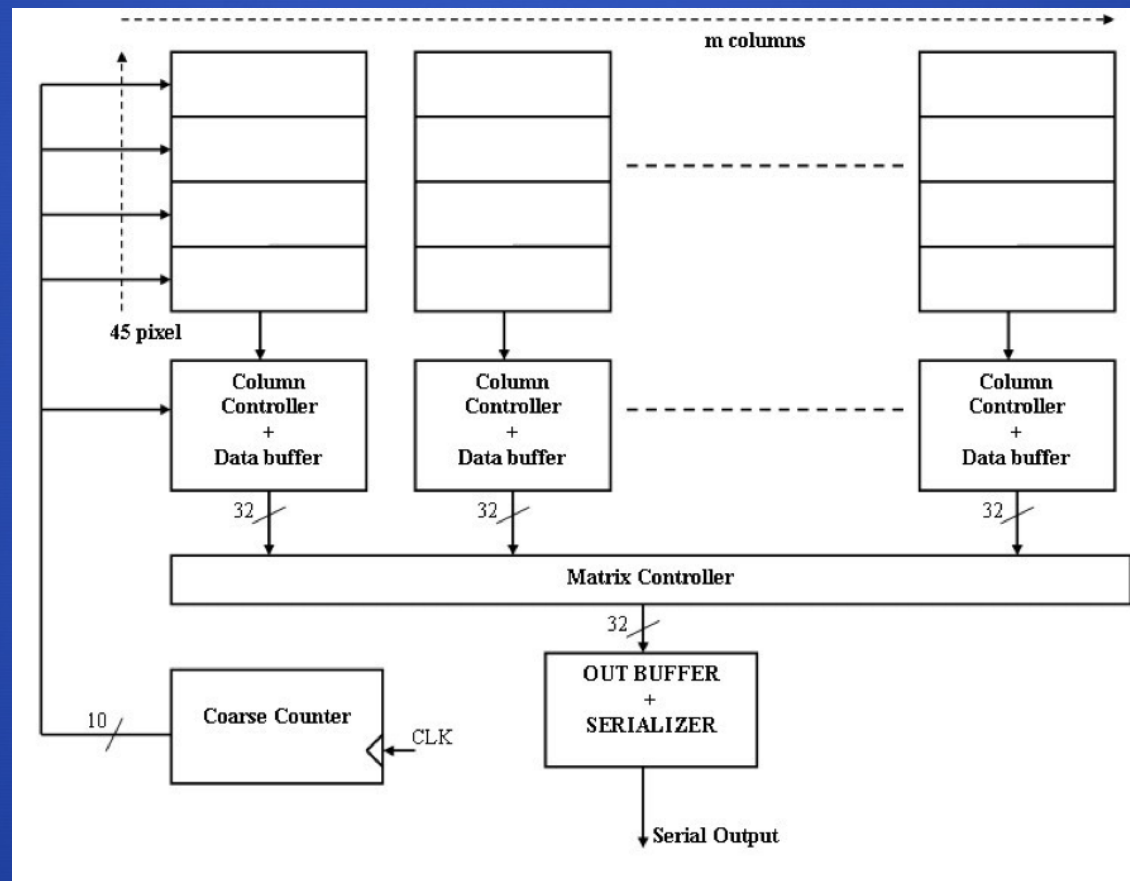 m columns
45 pixel
Column
Controller
+
Data buffer
Column
Controller
+
Data buffer
Column
Controller
+
Data buffer
32
32
32
Matrix Controller
32
OUT BUFFER
+
SERIALIZER
10
Coarse Counter
CLK
Serial Output